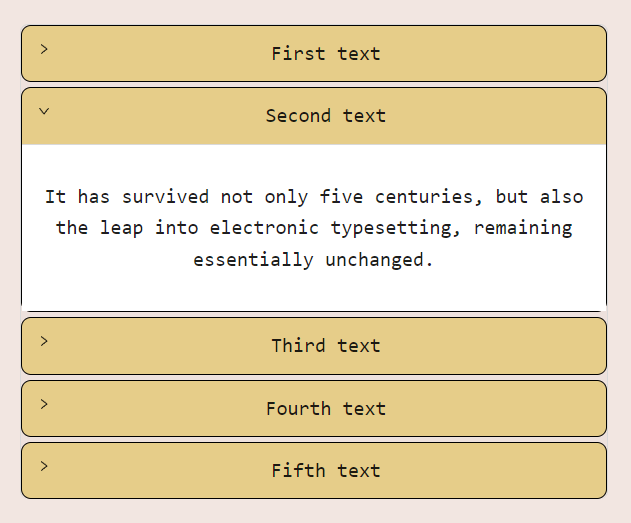 First text
Second text
It has survived not only five centuries, but also
the leap into electronic typesetting, remaining
essentially unchanged.
Third text
Fourth text
Fifth text